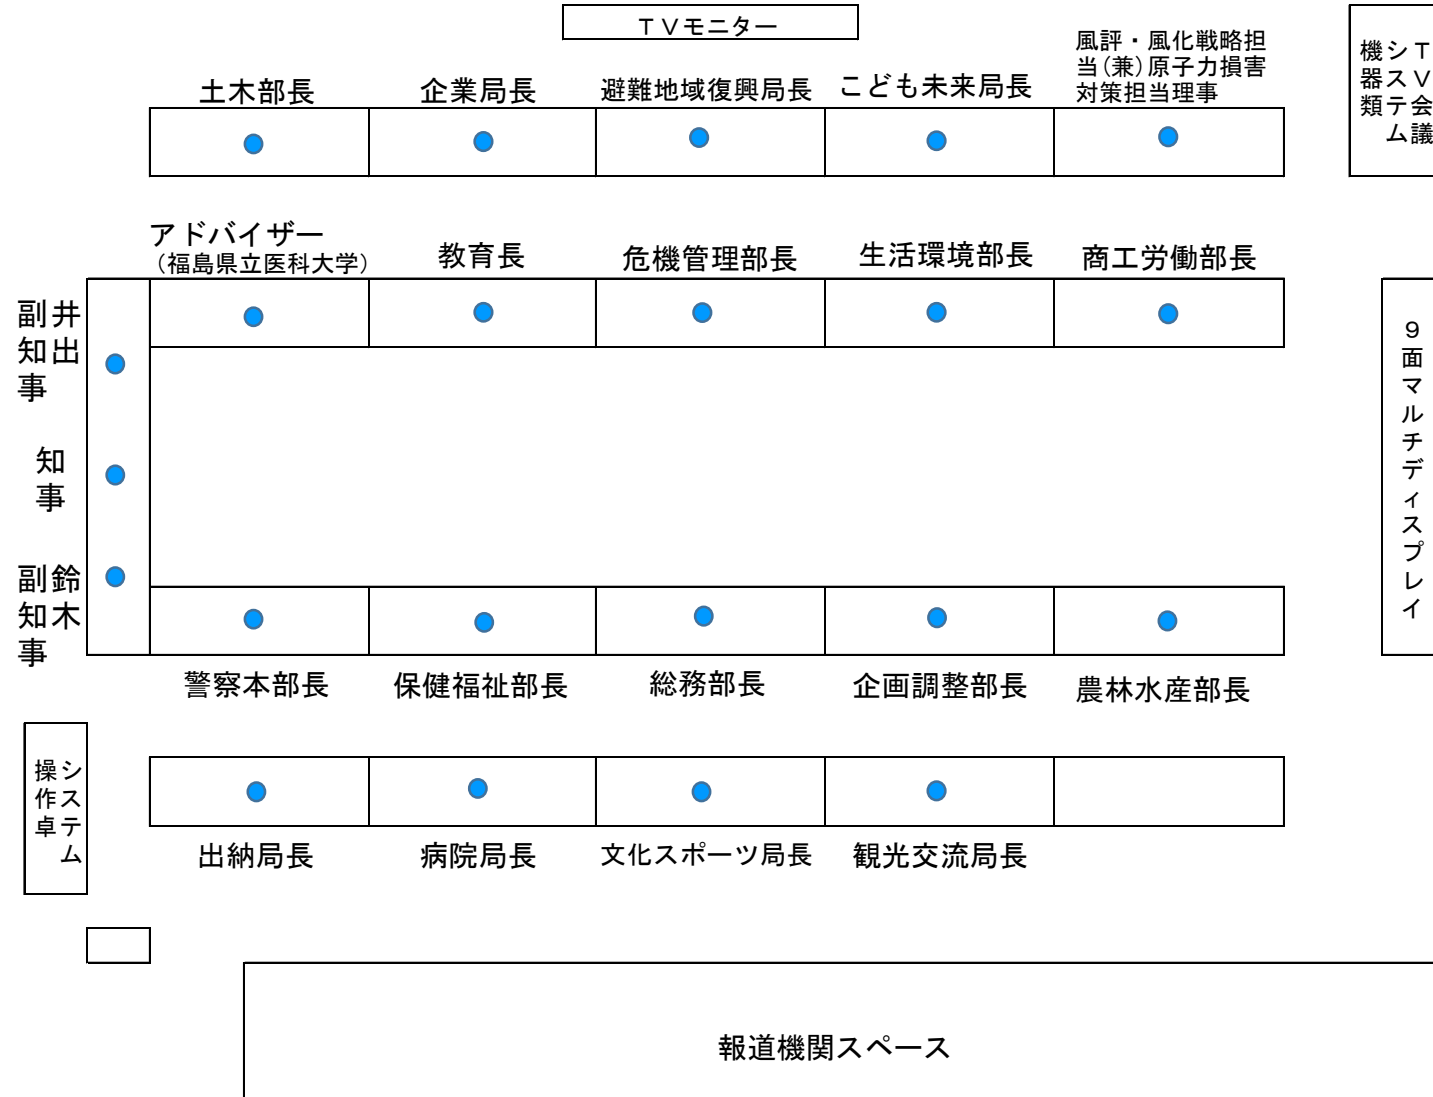 ＴＶモニター
土木部長
企業局長
避難地域復興局長
こども未来局長
風評・風化戦略担
当(兼)原子力損害
対策担当理事
ＴＶ会議
システム
機器類
アドバイザー
（福島県立医科大学）
教育長
危機管理部長
生活環境部長
商工労働部長
井出
副知事
知事
鈴木
副知事
９面マルチディスプレイ
警察本部長
保健福祉部長
総務部長
企画調整部長
農林水産部長
システム
操作卓
出納局長
病院局長
文化スポーツ局長
観光交流局長
報道機関スペース